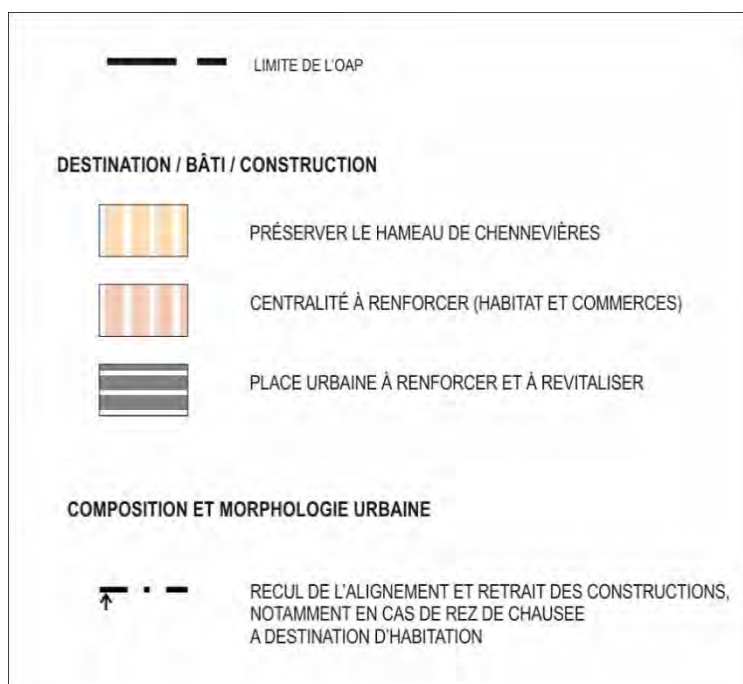 LIMITE DE L'OAP
DESTINATION / BÂTI / CONSTRUCTION
PRÉSERVER LE HAMEAU DE CHENNEVIÈRES
CENTRALITÉ À RENFORCER (HABITAT ET COMMERCES)
PLACE URBAINE À RENFORCER ET À REVITALISER
COMPOSITION ET MORPHOLOGIE URBAINE
RECUL DE L'ALIGNEMENT ET RETRAIT DES CONSTRUCTIONS,
NOTAMMENT EN CAS DE REZ DE CHAUSEE
A DESTINATION D'HABITATION